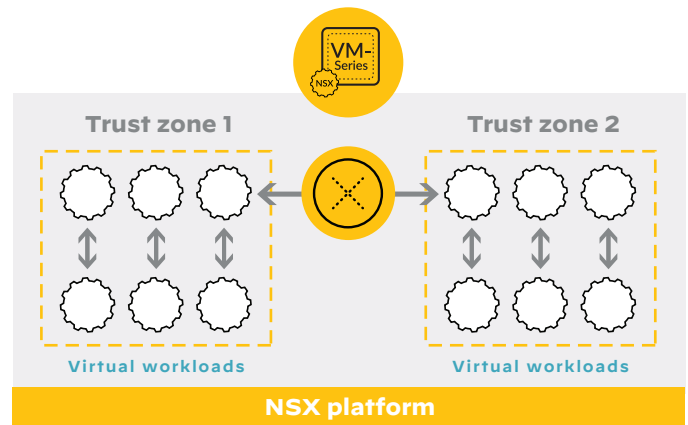 VM-
Series
NSX
Trust zone 1
Trust zone 2
Virtual workloads
Virtual workloads
NSX platform